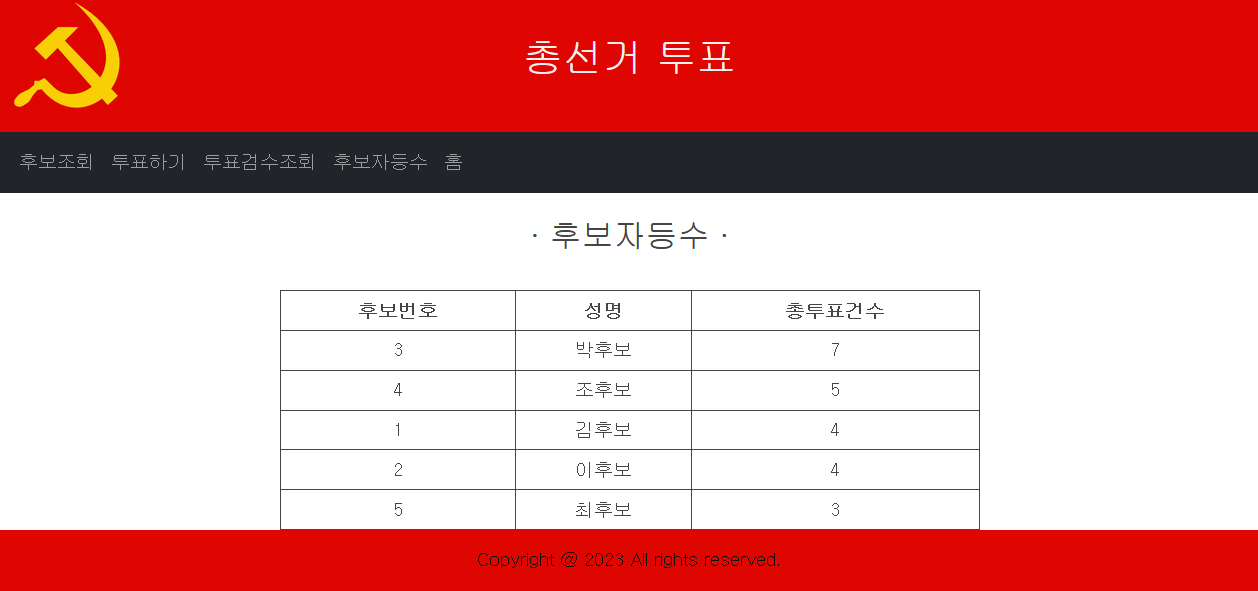 총선거 투표
후보조회 투표하기 투표검수조회 후보자등수 홈
· 후보자등수 ·
후보번호 성명 총투표건수
3 박후보 7
4 조후보 5
1 김후보 4
2 이후보 4
5 최후보 3
Copyright @ 2023 All rights reserved.